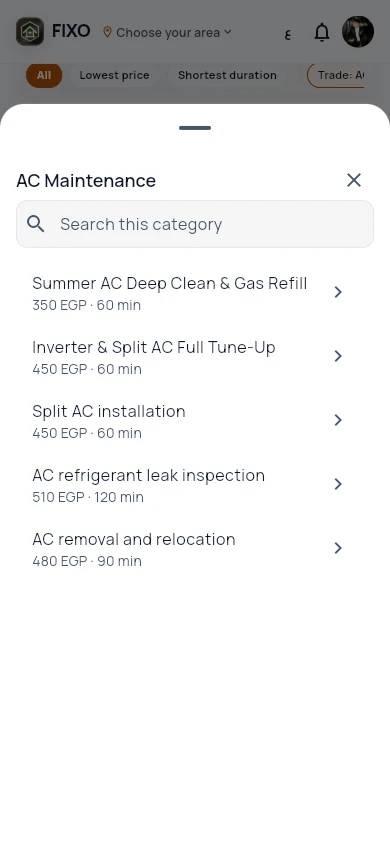 FIXO
Choose your area
ع
All
Lowest price
Shortest duration
Trade: A
AC Maintenance
Search this category
Summer AC Deep Clean & Gas Refill
350 EGP · 60 min
Inverter & Split AC Full Tune-Up
450 EGP · 60 min
Split AC installation
450 EGP · 60 min
AC refrigerant leak inspection
510 EGP · 120 min
AC removal and relocation
480 EGP · 90 min